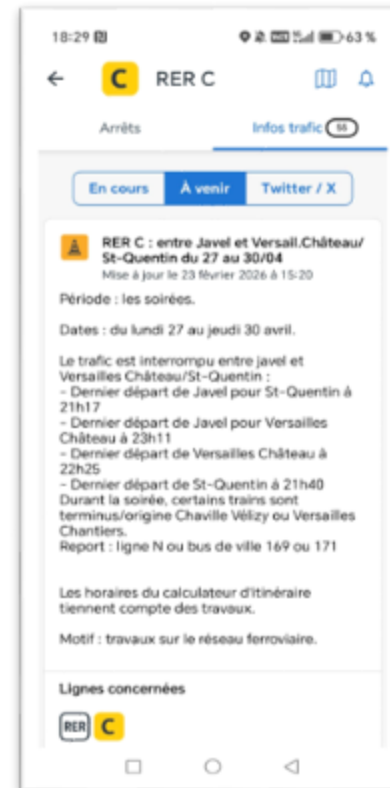 18:29
63 %
C RER C
Arrêts Infos trafic 55
En cours À venir Twitter / X
RER C : entre Javel et Versail.Château/
St-Quentin du 27 au 30/04
Mise à jour le 23 février 2026 à 15:20
Période : les soirées.
Dates : du lundi 27 au jeudi 30 avril.
Le trafic est interrompu entre javel et
Versailles Château/St-Quentin :
- Dernier départ de Javel pour St-Quentin à
21h17
- Dernier départ de Javel pour Versailles
Château à 23h11
- Dernier départ de Versailles Château à
22h25
- Dernier départ de St-Quentin à 21h40
Durant la soirée, certains trains sont
terminus/origine Chaville Vélizy ou Versailles
Chantiers.
Report : ligne N ou bus de ville 169 ou 171
Les horaires du calculateur d'itinéraire
tiennent compte des travaux.
Motif : travaux sur le réseau ferroviaire.
Lignes concernées
RER C